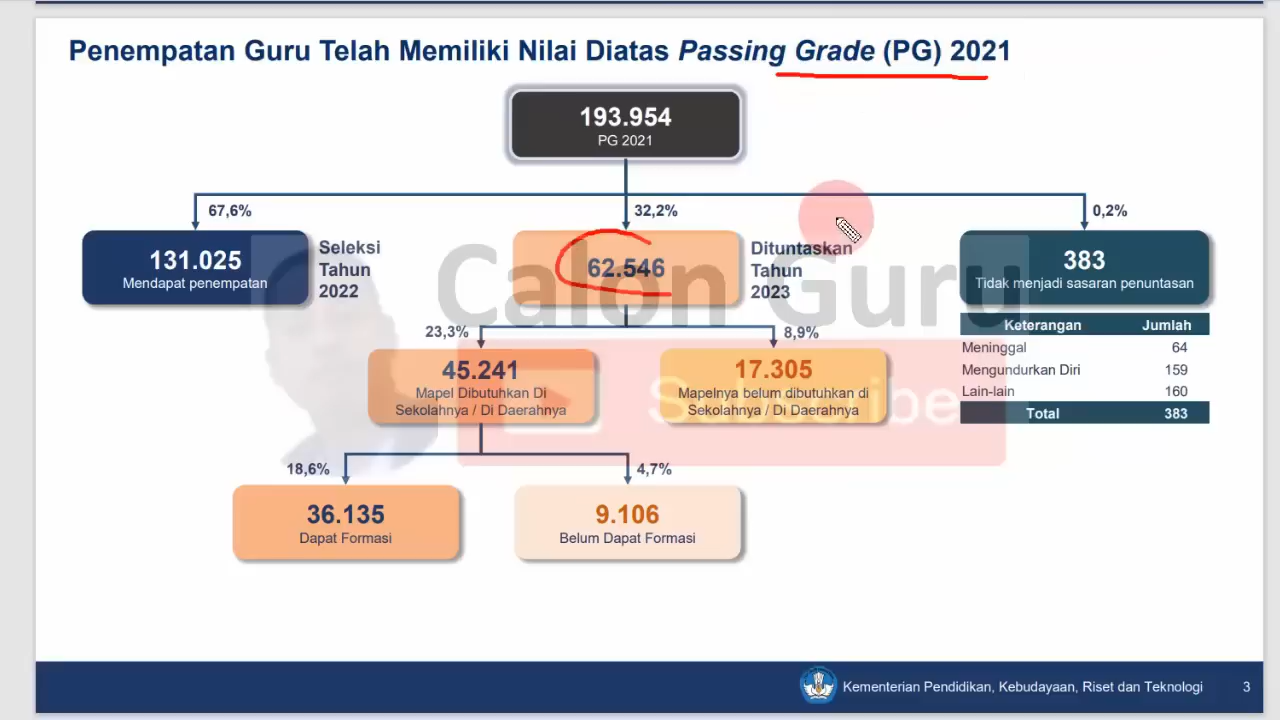 Penempatan Guru Telah Memiliki Nilai Diatas Passing Grade (PG) 2021
193.954
PG 2021
67,6%
32,2%
0,2%
131.025
Mendapat penempatan
Seleksi
Tahun
2022
62.546
Dituntaskan
Tahun
2023
383
Tidak menjadi sasaran penuntasan
Calon Guru
Keterangan Jumlah
Meninggal 64
Mengundurkan Diri 159
Lain-lain 160
Total 383
23,3%
8,9%
45.241
Mapel Dibutuhkan Di
Sekolahnya / Di Daerahnya
17.305
Mapelnya belum dibutuhkan di
Sekolahnya / Di Daerahnya
Subscribe
18,6%
4,7%
36.135
Dapat Formasi
9.106
Belum Dapat Formasi
Kementerian Pendidikan, Kebudayaan, Riset dan Teknologi
3